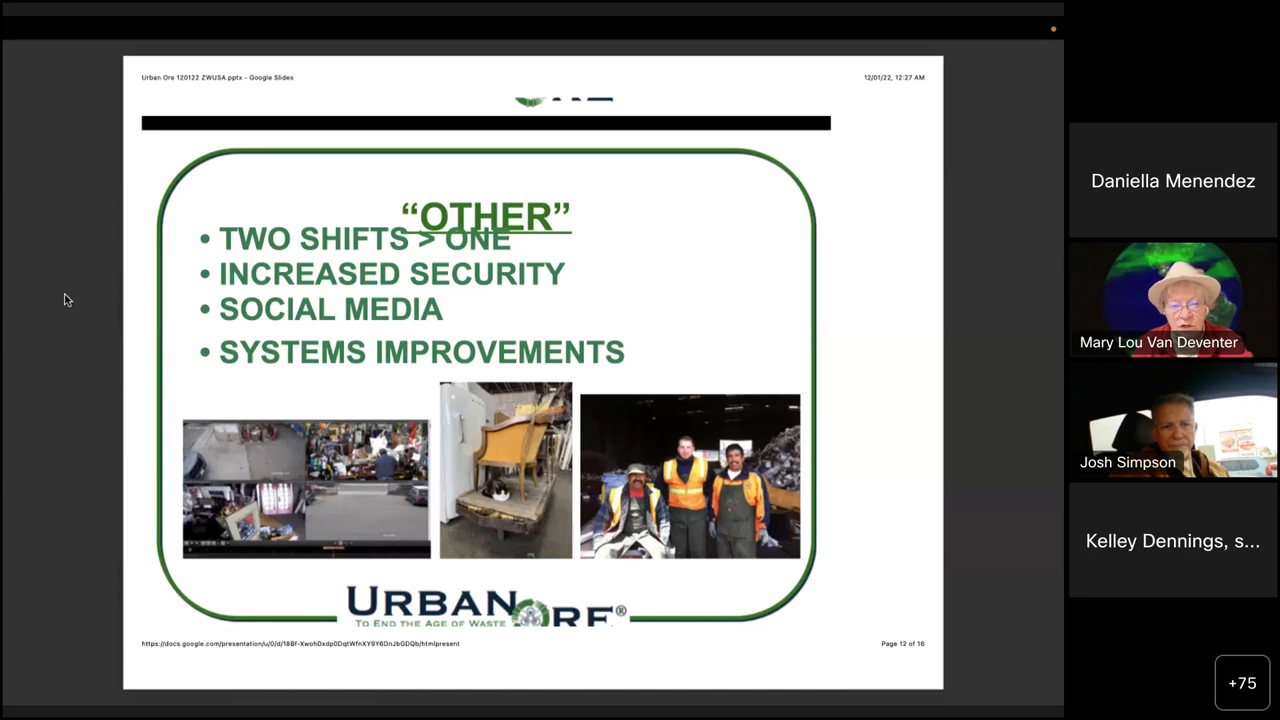 Urban Ore 120122 ZWUSA.pptx - Google Slides
12/01/22, 12:27 AM
“OTHER”
• TWO SHIFTS > ONE
• INCREASED SECURITY
• SOCIAL MEDIA
• SYSTEMS IMPROVEMENTS
URBAN ORE®
TO END THE AGE OF WASTE
https://docs.google.com/presentation/u/0/d/18Bf-XwohDxdp0DqtWfnXY9Y6DnJbGDQb/htmlpresent
Page 12 of 16
Daniella Menendez
Mary Lou Van Deventer
Josh Simpson
Kelley Dennings, s...
+75